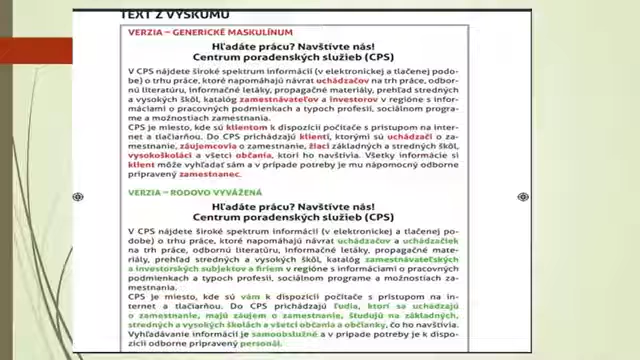 TEXT Z VÝSKUMU
VERZIA – GENERICKÉ MASKULÍNUM
Hľadáte prácu? Navštívte nás!
Centrum poradenských služieb (CPS)
V CPS nájdete široké spektrum informácií (v elektronickej a tlačenej podo-
be) o trhu práce, ktoré napomáhajú návrat uchádzačov na trh práce, odbor-
nú literatúru, informačné letáky, propagačné materiály, prehľad stredných
a vysokých škôl, katalóg zamestnávateľov a investorov v regióne s infor-
máciami o pracovných podmienkach a typoch profesií, sociálnom progra-
me a možnostiach zamestnania.
CPS je miesto, kde sú klientom k dispozícii počítače s prístupom na inter-
net a tlačiarňou. Do CPS prichádzajú klienti, ktorými sú uchádzači o za-
mestnanie, záujemcovia o zamestnanie, žiaci základných a stredných škôl,
vysokoškoláci a všetci občania, ktorí ho navštívia. Všetky informácie si
klient môže vyhľadať sám a v prípade potreby je mu nápomocný odborne
pripravený zamestnanec.
VERZIA – RODOVO VYVÁŽENÁ
Hľadáte prácu? Navštívte nás!
Centrum poradenských služieb (CPS)
V CPS nájdete široké spektrum informácií (v elektronickej a tlačenej po-
dobe) o trhu práce, ktoré napomáhajú návrat uchádzačov a uchádzačiek
na trh práce, odbornú literatúru, informačné letáky, propagačné mate-
riály, prehľad stredných a vysokých škôl, katalóg zamestnávateľských
a investorských subjektov a firiem v regióne s informáciami o pracovných
podmienkach a typoch profesií, sociálnom programe a možnostiach za-
mestnania.
CPS je miesto, kde sú vám k dispozícii počítače s prístupom na in-
ternet a tlačiarňou. Do CPS prichádzajú ľudia, ktorí sa uchádzajú
o zamestnanie, majú záujem o zamestnanie, študujú na základných,
stredných a vysokých školách a všetci občania a občianky, čo ho navštívia.
Vyhľadávanie informácií je samoobslužné a v prípade potreby je k dispo-
zícii odborne pripravený personál.